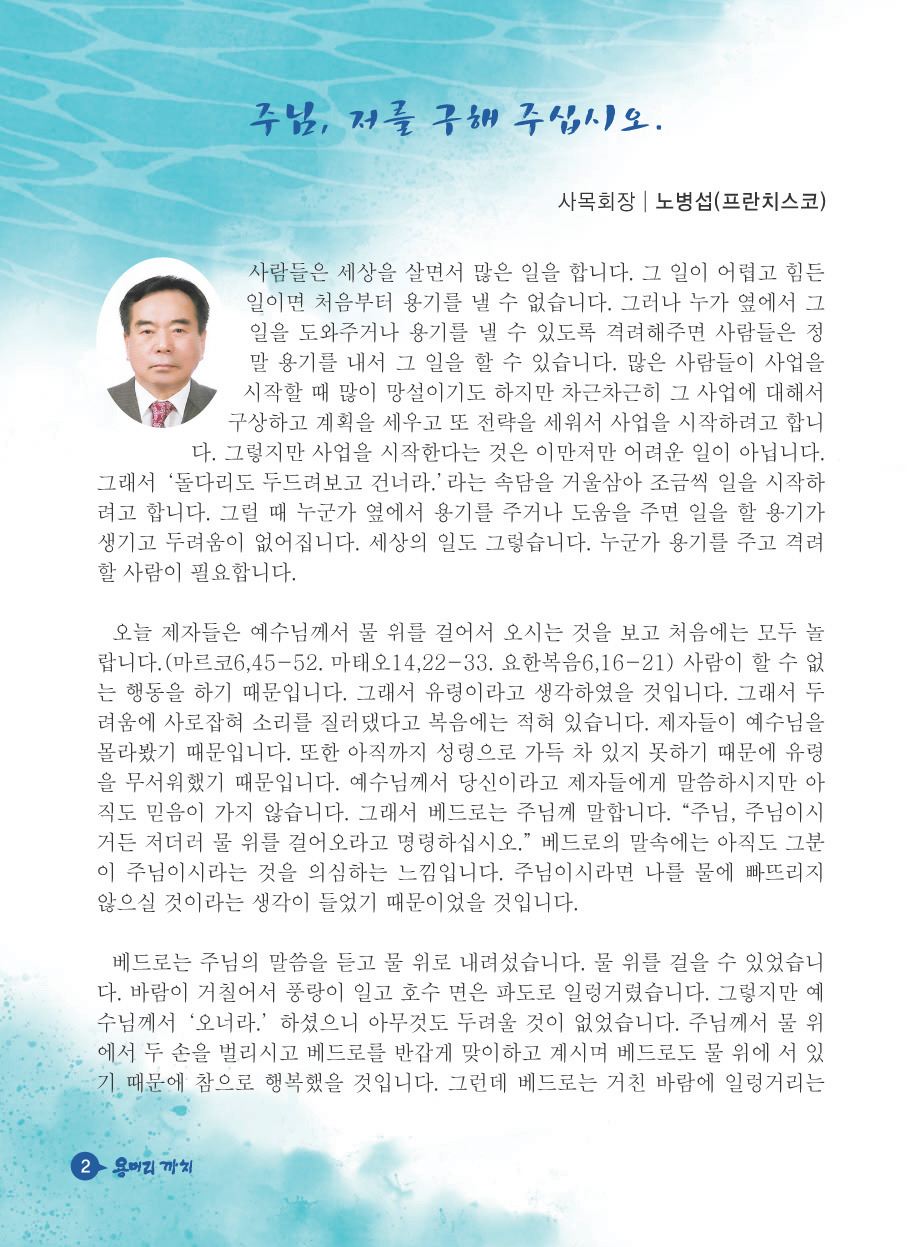 주님, 저를 구해 주십시오.
사목회장 | 노병섭(프란치스코)
사람들은 세상을 살면서 많은 일을 합니다. 그 일이 어렵고 힘든
일이면 처음부터 용기를 낼 수 없습니다. 그러나 누가 옆에서 그
일을 도와주거나 용기를 낼 수 있도록 격려해주면 사람들은 정
말 용기를 내서 그 일을 할 수 있습니다. 많은 사람들이 사업을
시작할 때 많이 망설이기도 하지만 차근차근히 그 사업에 대해서
구상하고 계획을 세우고 또 전략을 세워서 사업을 시작하려고 합니
다. 그렇지만 사업을 시작한다는 것은 이만저만 어려운 일이 아닙니다.
그래서 ‘돌다리도 두드려보고 건너라.’라는 속담을 거울삼아 조금씩 일을 시작하
려고 합니다. 그럴 때 누군가 옆에서 용기를 주거나 도움을 주면 일을 할 용기가
생기고 두려움이 없어집니다. 세상의 일도 그렇습니다. 누군가 용기를 주고 격려
할 사람이 필요합니다.
오늘 제자들은 예수님께서 물 위를 걸어서 오시는 것을 보고 처음에는 모두 놀
랍니다.(마르코6,45-52. 마태오14,22-33. 요한복음6,16-21) 사람이 할 수 없
는 행동을 하기 때문입니다. 그래서 유령이라고 생각하였을 것입니다. 그래서 두
려움에 사로잡혀 소리를 질러댔다고 복음에는 적혀 있습니다. 제자들이 예수님을
몰라봤기 때문입니다. 또한 아직까지 성령으로 가득 차 있지 못하기 때문에 유령
을 무서워했기 때문입니다. 예수님꼐서 당신이라고 제자들에게 말씀하시지만 아
직도 믿음이 가지 않습니다. 그래서 베드로는 주님께 말합니다. “주님, 주님이시
거든 저더러 물 위를 걸어오라고 명령하십시오.” 베드로의 말속에는 아직도 그분
이 주님이시라는 것을 의심하는 느낌입니다. 주님이시라면 나를 물에 빠뜨리지
않으실 것이라는 생각이 들었기 때문이었을 것입니다.
베드로는 주님의 말씀을 듣고 물 위로 내려섰습니다. 물 위를 걸을 수 있었습니
다. 바람이 거칠어서 풍랑이 일고 호수 면은 파도로 일렁거렸습니다. 그렇지만 예
수님께서 ‘오너라.’ 하셨으니 아무것도 두려울 것이 없었습니다. 주님께서 물 위
에서 두 손을 벌리시고 베드로를 반갑게 맞이하고 계시며 베드로도 물 위에 서 있
기 때문에 참으로 행복했을 것입니다. 그런데 베드로는 거친 바람에 일렁거리는
2 용머리 까치